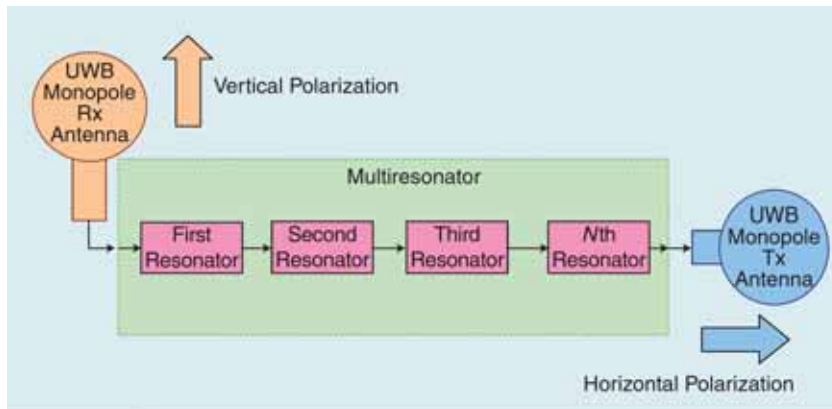 UWB
Monopole
Rx
Antenna
Vertical Polarization
Multiresonator
First
Resonator
Second
Resonator
Third
Resonator
Nth
Resonator
UWB
Monopole
Tx
Antenna
Horizontal Polarization